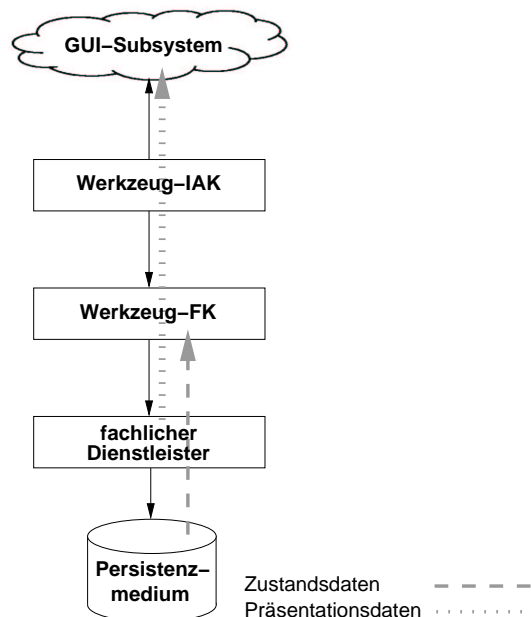 GUI–Subsystem
Werkzeug–IAK
Werkzeug–FK
fachlicher
Dienstleister
Persistenz–
medium
Zustandsdaten
Präsentationsdaten